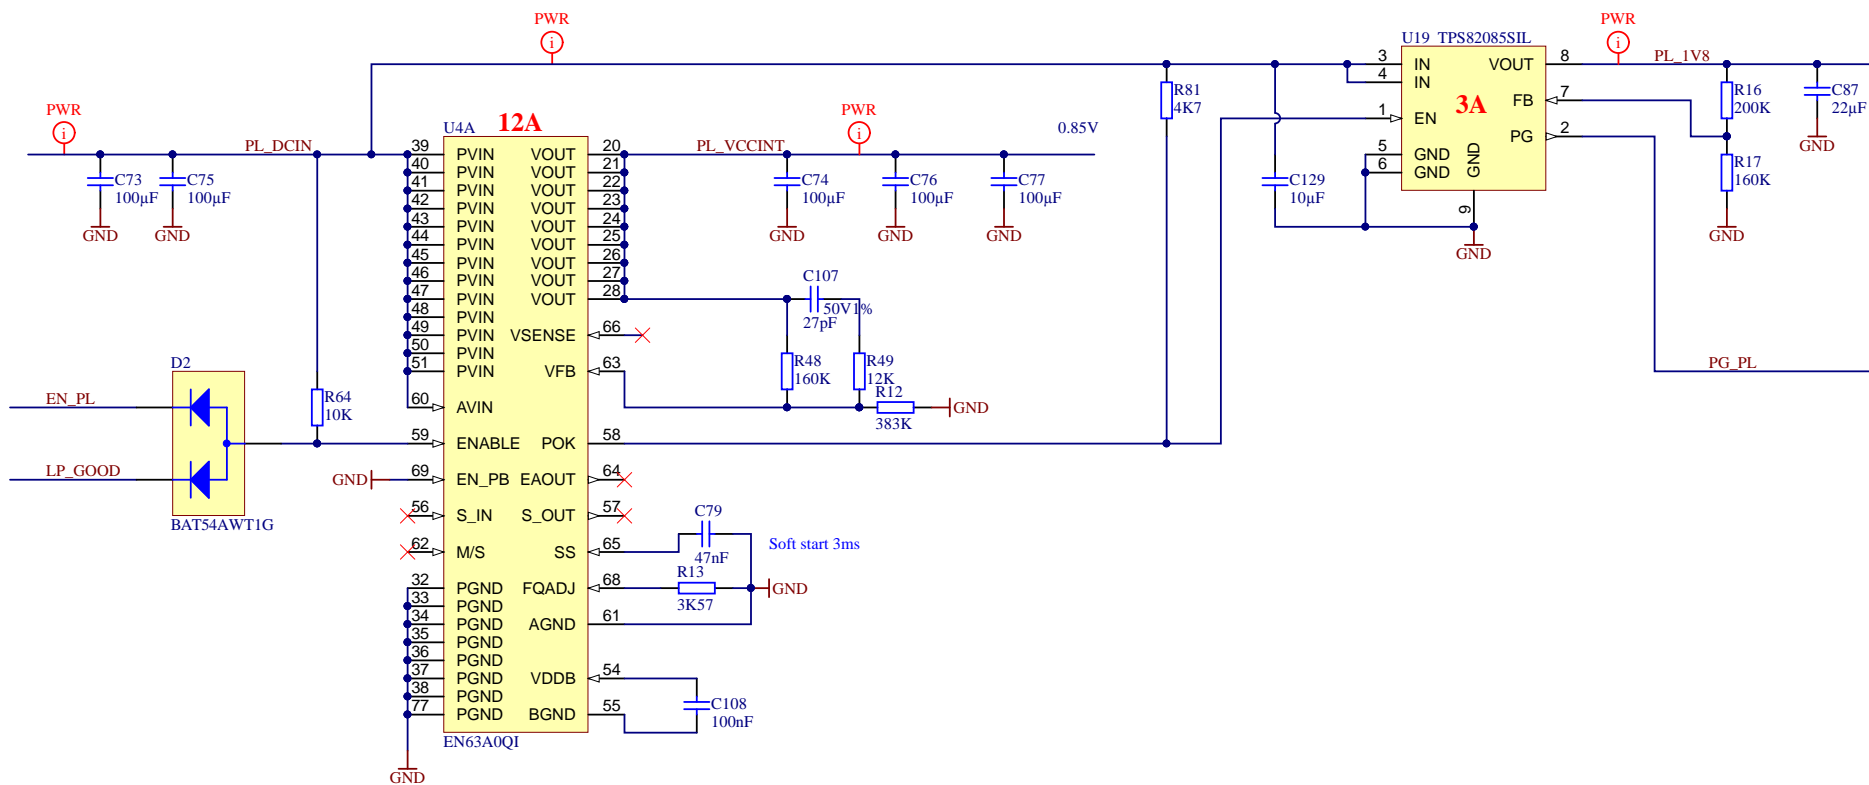 PWR
i
PWR
i
PWR
i
PWR
i
PL_DCIN
C73
100µF
GND
C75
100µF
GND
U4A
12A
39 PVIN VOUT 20
40 PVIN VOUT 21
41 PVIN VOUT 22
42 PVIN VOUT 23
43 PVIN VOUT 24
44 PVIN VOUT 25
45 PVIN VOUT 26
46 PVIN VOUT 27
47 PVIN VOUT 28
48 PVIN
49 PVIN VSENSE 66
50 PVIN
51 PVIN VFB 63
60 AVIN
59 ENABLE POK 58
69 EN_PB EAOUT 64
56 S_IN S_OUT 57
62 M/S SS 65
32 PGND FQADJ 68
33 PGND
34 PGND AGND 61
35 PGND
36 PGND
37 PGND VDDB 54
38 PGND
77 PGND BGND 55
EN63A0QI
GND
GND
D2
EN_PL
LP_GOOD
BAT54AWT1G
R64
10K
PL_VCCINT
0.85V
C74
100µF
GND
C76
100µF
GND
C77
100µF
GND
C107
50V1%
27pF
R48
160K
R49
12K
R12
383K
GND
C79
47nF
Soft start 3ms
R13
3K57
GND
C108
100nF
R81
4K7
C129
10µF
U19 TPS82085SIL
3A
3 IN VOUT 8
4 IN
FB 7
1 EN
PG 2
5 GND
6 GND
GND
9
GND
PL_1V8
R16
200K
R17
160K
GND
C87
22µF
GND
PG_PL